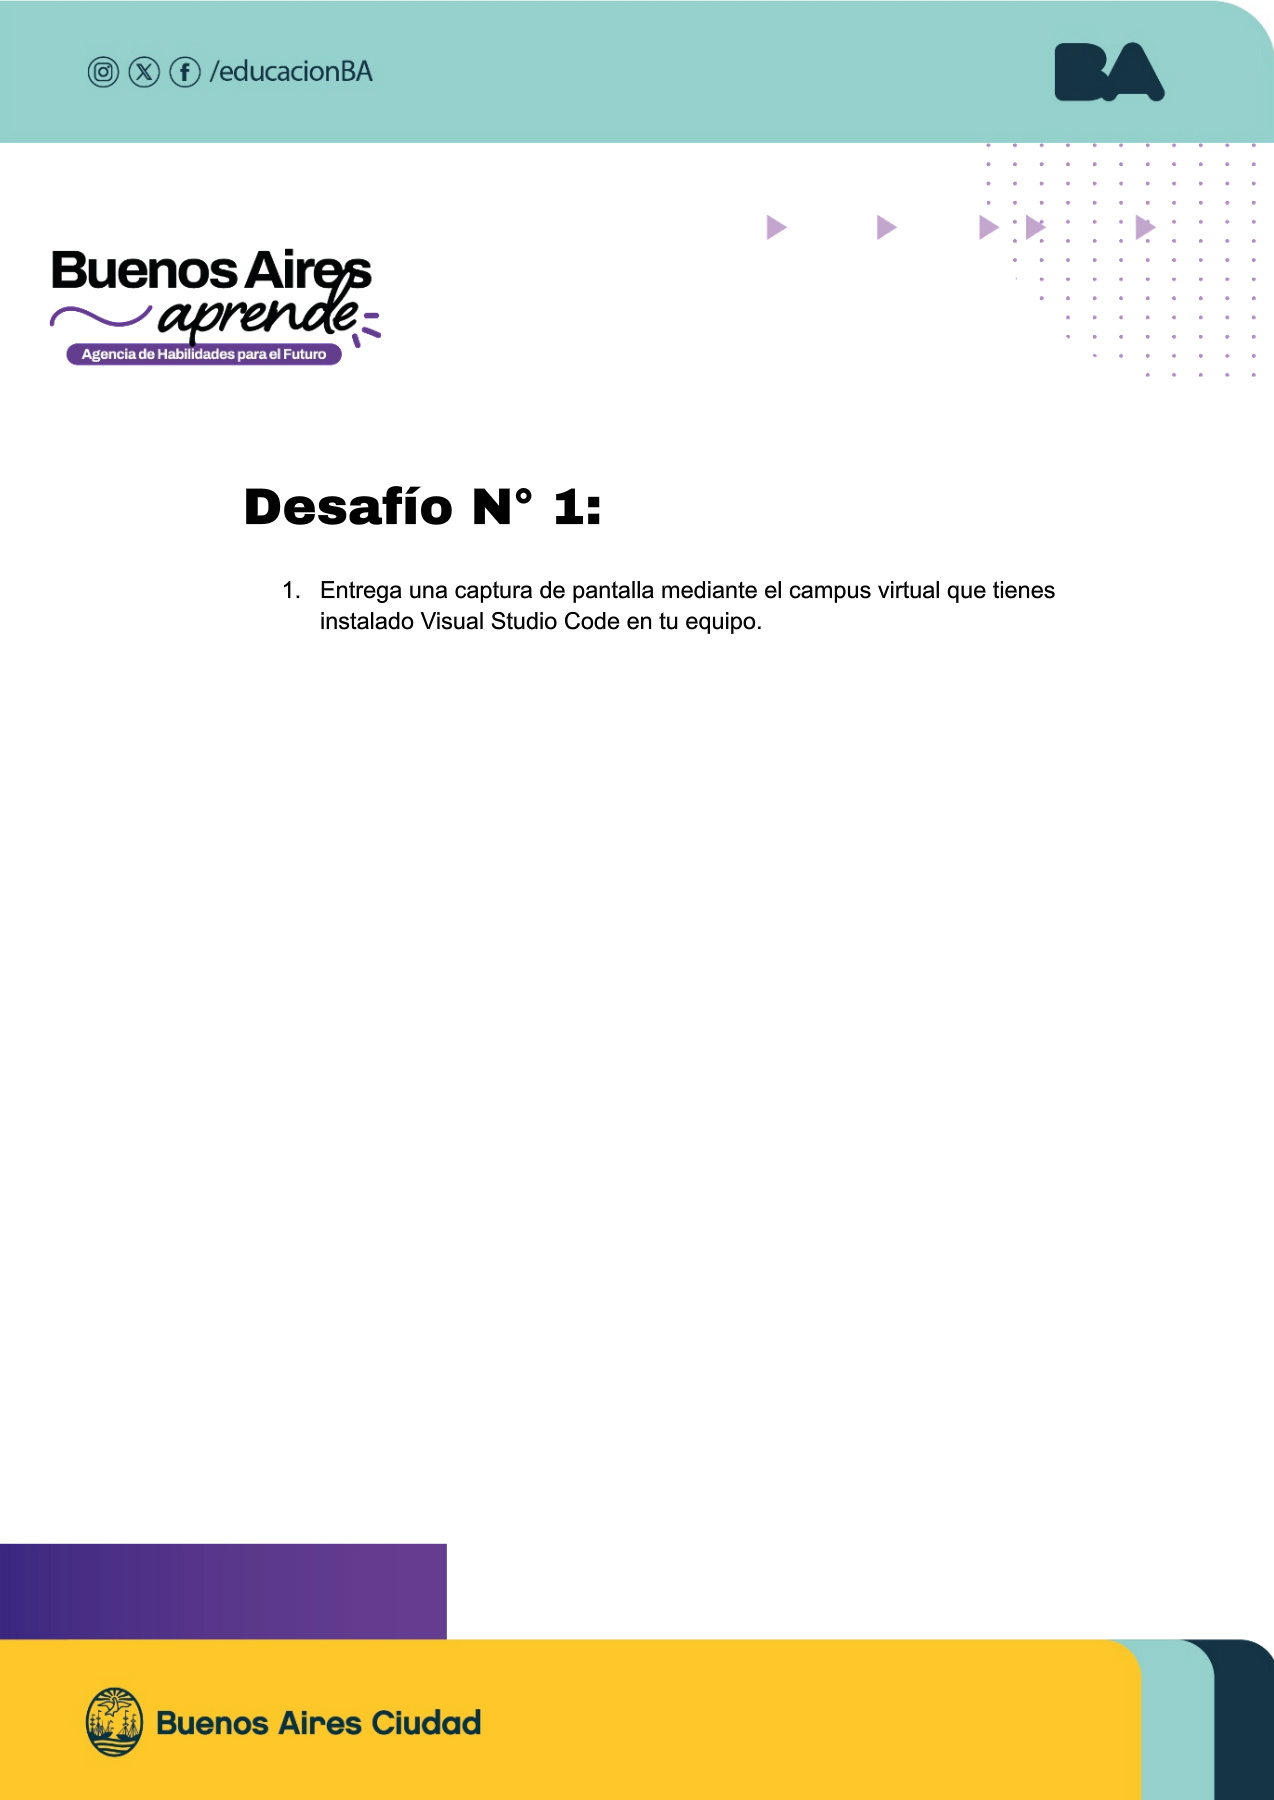 /educacionBA
BA
Buenos Aires
aprende
Agencia de Habilidades para el Futuro
Desafío N° 1:
1. Entrega una captura de pantalla mediante el campus virtual que tienes
instalado Visual Studio Code en tu equipo.
Buenos Aires Ciudad